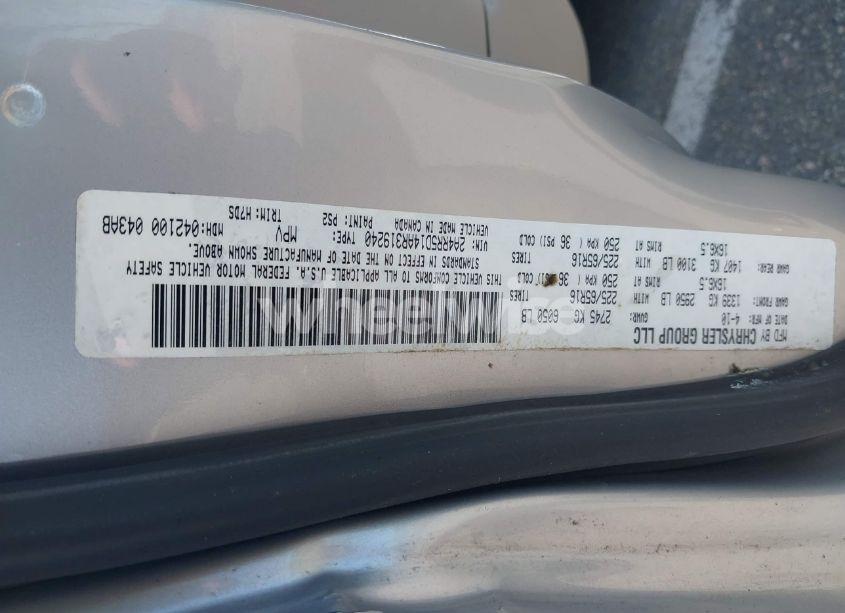 MFD BY CHRYSLER GROUP LLC
DATE OF MFR: 4-10 GVWR: 2745 KG 6050 LB
GAWR FRONT: 1339 KG 2950 LB WITH 225/65R16 TIRES
16X6.5 RIMS AT 250 KPA ( 36 PSI) COLD
GAWR REAR: 1407 KG 3100 LB WITH 225/65R16 TIRES
16X6.5 RIMS AT 250 KPA ( 36 PSI) COLD
THIS VEHICLE CONFORMS TO ALL APPLICABLE U.S.A. FEDERAL MOTOR VEHICLE SAFETY
STANDARDS IN EFFECT ON THE DATE OF MANUFACTURE SHOWN ABOVE.
VIN: 2A4RR5D14AR319240 TYPE: MPV MDH:042100 043AB
VEHICLE MADE IN CANADA PAINT: PS2 TRIM: H7DS
wheelwire